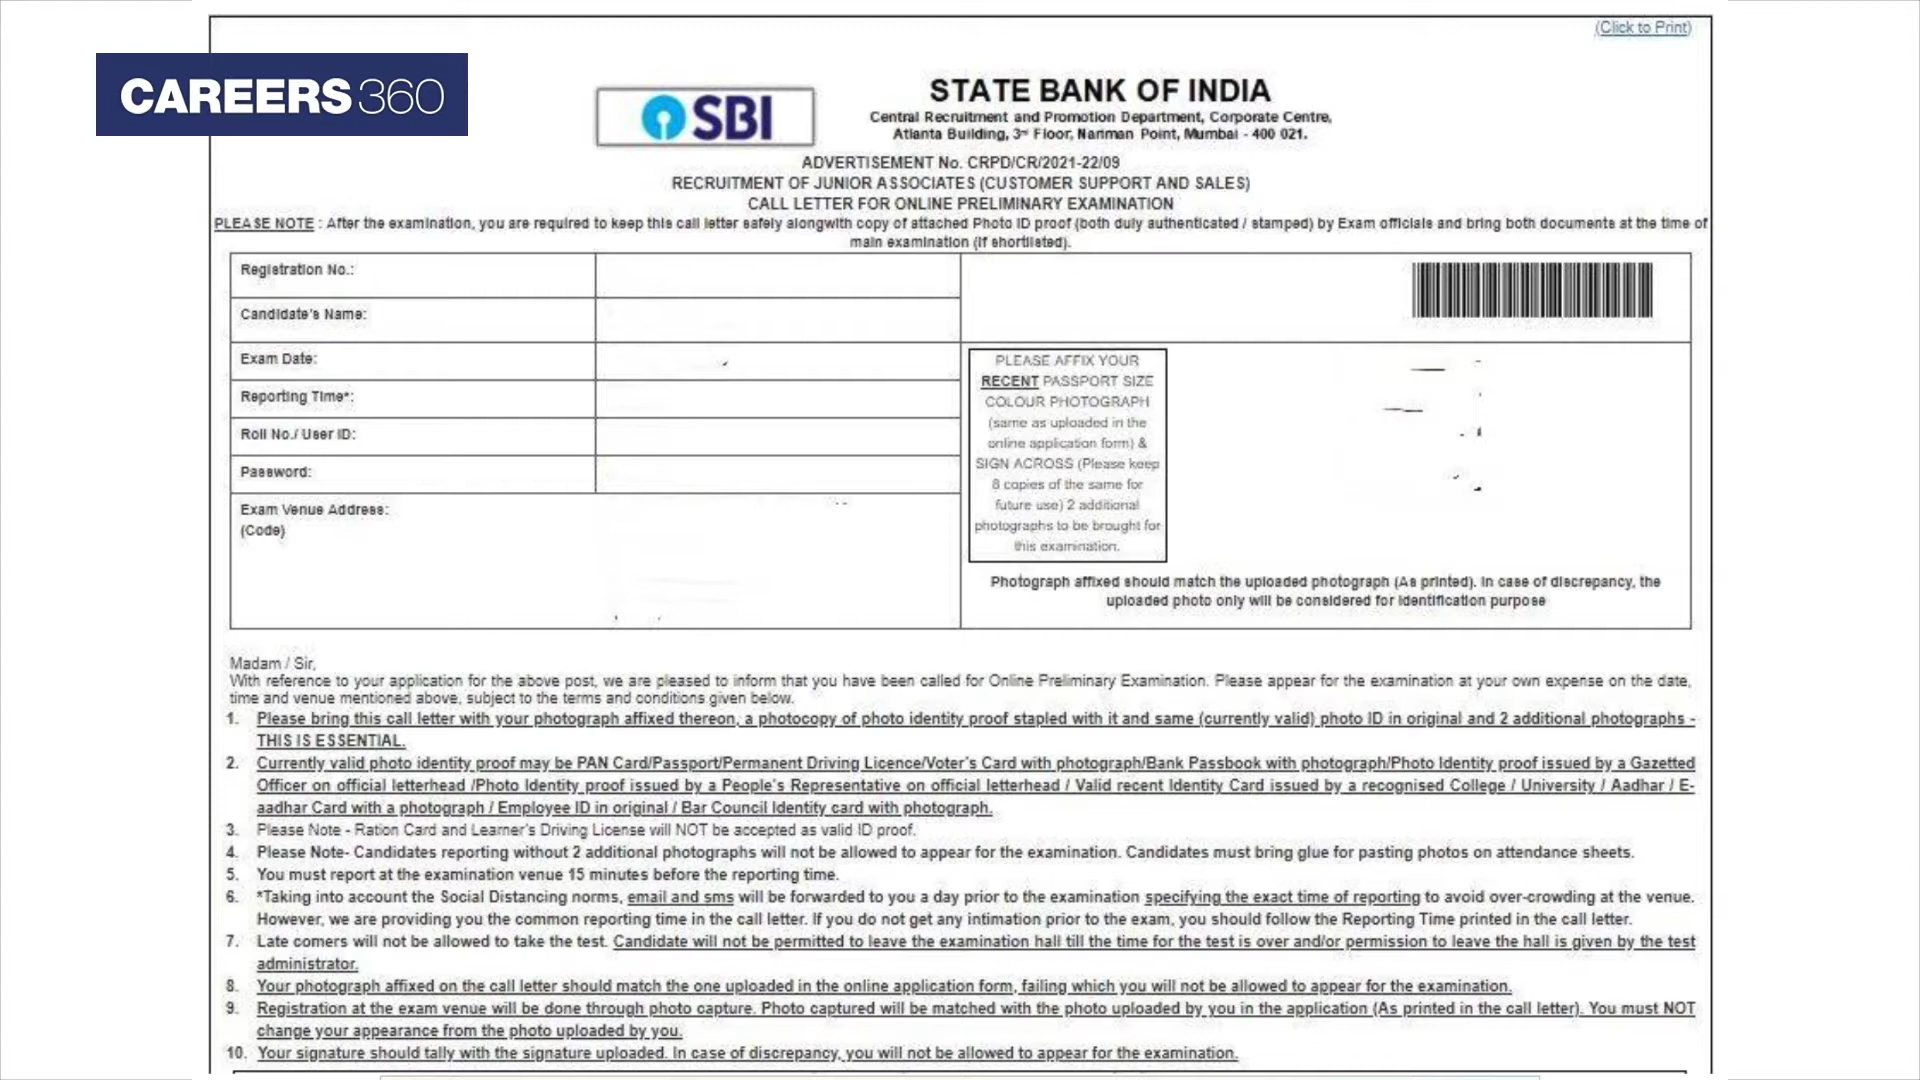 (Click to Print)
CAREERS360
SBI
STATE BANK OF INDIA
Central Recruitment and Promotion Department, Corporate Centre,
Atlanta Building, 3rd Floor, Nariman Point, Mumbai - 400 021.
ADVERTISEMENT No. CRPD/CR/2021-22/09
RECRUITMENT OF JUNIOR ASSOCIATES (CUSTOMER SUPPORT AND SALES)
CALL LETTER FOR ONLINE PRELIMINARY EXAMINATION
PLEASE NOTE : After the examination, you are required to keep this call letter safely alongwith copy of attached Photo ID proof (both duly authenticated / stamped) by Exam officials and bring both documents at the time of
main examination (if shortlisted).
Registration No.:
Candidate's Name:
Exam Date:
Reporting Time*:
Roll No./ User ID:
Password:
Exam Venue Address:
(Code)
PLEASE AFFIX YOUR
RECENT PASSPORT SIZE
COLOUR PHOTOGRAPH
(same as uploaded in the
online application form) &
SIGN ACROSS (Please keep
8 copies of the same for
future use) 2 additional
photographs to be brought for
this examination.
Photograph affixed should match the uploaded photograph (As printed). In case of discrepancy, the
uploaded photo only will be considered for identification purpose
Madam / Sir,
With reference to your application for the above post, we are pleased to inform that you have been called for Online Preliminary Examination. Please appear for the examination at your own expense on the date,
time and venue mentioned above, subject to the terms and conditions given below.
1. Please bring this call letter with your photograph affixed thereon, a photocopy of photo identity proof stapled with it and same (currently valid) photo ID in original and 2 additional photographs -
THIS IS ESSENTIAL.
2. Currently valid photo identity proof may be PAN Card/Passport/Permanent Driving Licence/Voter's Card with photograph/Bank Passbook with photograph/Photo Identity proof issued by a Gazetted
Officer on official letterhead /Photo Identity proof issued by a People's Representative on official letterhead / Valid recent Identity Card issued by a recognised College / University / Aadhar / E-
aadhar Card with a photograph / Employee ID in original / Bar Council Identity card with photograph.
3. Please Note - Ration Card and Learner's Driving License will NOT be accepted as valid ID proof.
4. Please Note- Candidates reporting without 2 additional photographs will not be allowed to appear for the examination. Candidates must bring glue for pasting photos on attendance sheets.
5. You must report at the examination venue 15 minutes before the reporting time.
6. *Taking into account the Social Distancing norms, email and sms will be forwarded to you a day prior to the examination specifying the exact time of reporting to avoid over-crowding at the venue.
However, we are providing you the common reporting time in the call letter. If you do not get any intimation prior to the exam, you should follow the Reporting Time printed in the call letter.
7. Late comers will not be allowed to take the test. Candidate will not be permitted to leave the examination hall till the time for the test is over and/or permission to leave the hall is given by the test
administrator.
8. Your photograph affixed on the call letter should match the one uploaded in the online application form, failing which you will not be allowed to appear for the examination.
9. Registration at the exam venue will be done through photo capture. Photo captured will be matched with the photo uploaded by you in the application (As printed in the call letter). You must NOT
change your appearance from the photo uploaded by you.
10. Your signature should tally with the signature uploaded. In case of discrepancy, you will not be allowed to appear for the examination.